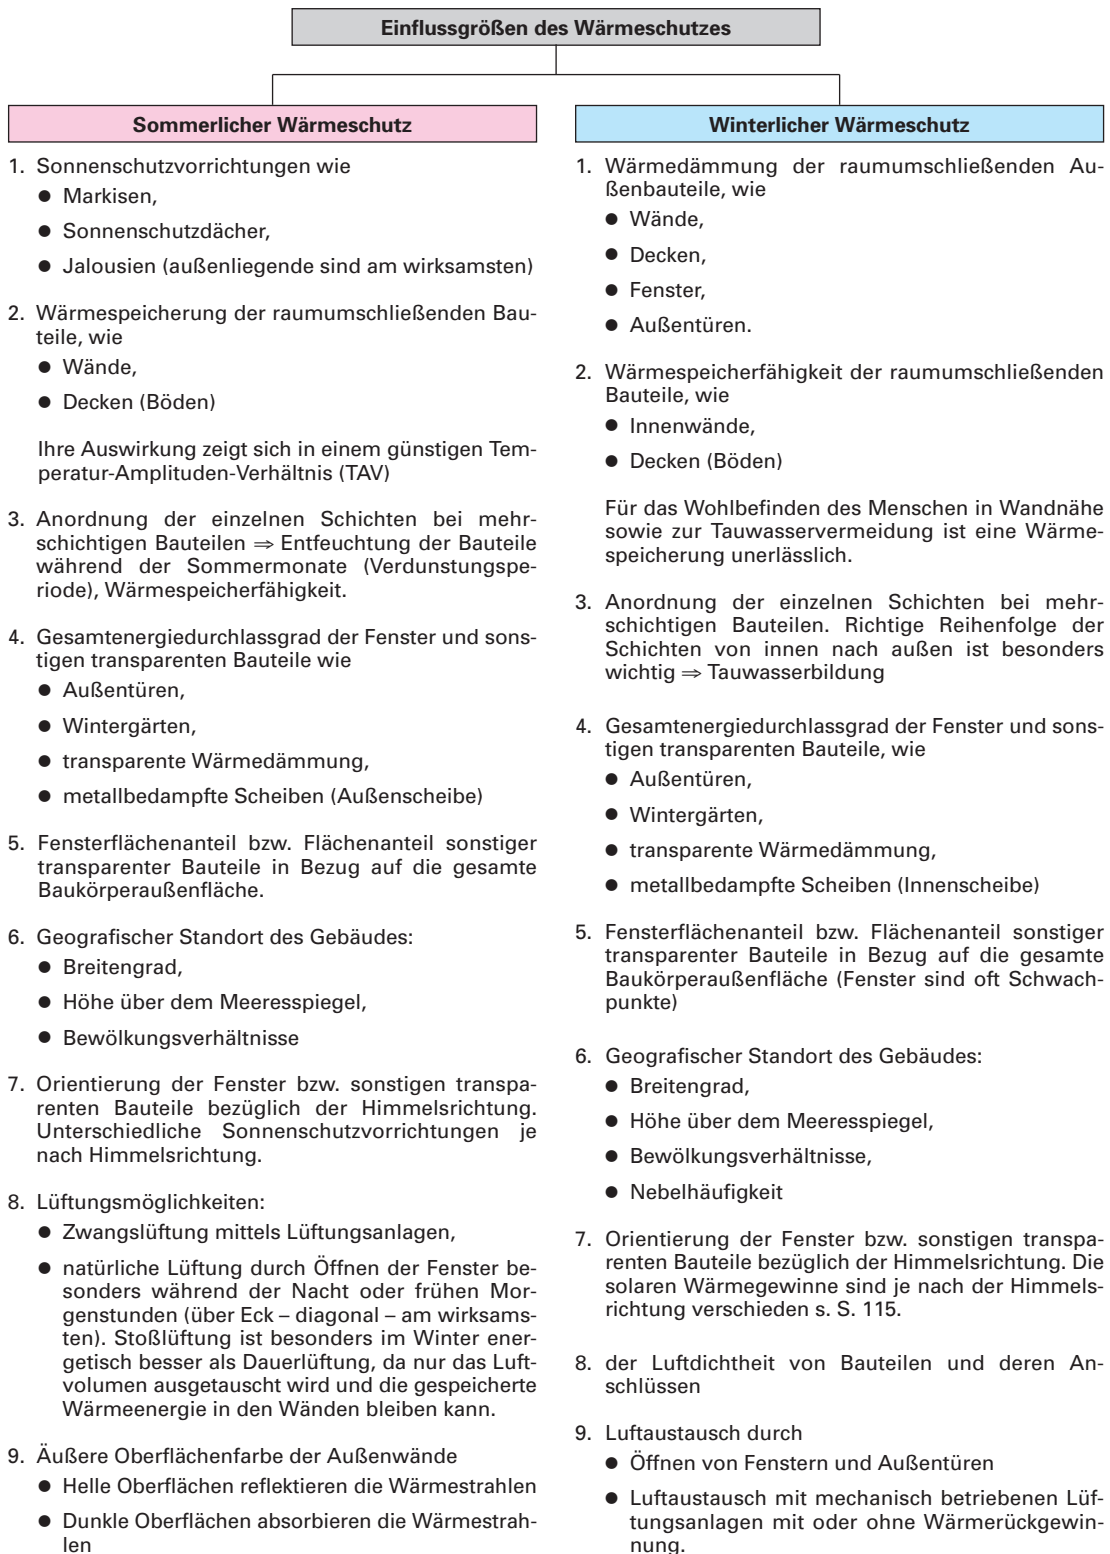 Einflussgrößen des Wärmeschutzes
Sommerlicher Wärmeschutz
1. Sonnenschutzvorrichtungen wie
● Markisen,
● Sonnenschutzdächer,
● Jalousien (außenliegende sind am wirksamsten)
2. Wärmespeicherung der raumumschließenden Bau-
teile, wie
● Wände,
● Decken (Böden)
Ihre Auswirkung zeigt sich in einem günstigen Tem-
peratur-Amplituden-Verhältnis (TAV)
3. Anordnung der einzelnen Schichten bei mehr-
schichtigen Bauteilen ⇒ Entfeuchtung der Bauteile
während der Sommermonate (Verdunstungspe-
riode), Wärmespeicherfähigkeit.
4. Gesamtenergiedurchlassgrad der Fenster und sons-
tigen transparenten Bauteile wie
● Außentüren,
● Wintergärten,
● transparente Wärmedämmung,
● metallbedampfte Scheiben (Außenscheibe)
5. Fensterflächenanteil bzw. Flächenanteil sonstiger
transparenter Bauteile in Bezug auf die gesamte
Baukörperaußenfläche.
6. Geografischer Standort des Gebäudes:
● Breitengrad,
● Höhe über dem Meeresspiegel,
● Bewölkungsverhältnisse
7. Orientierung der Fenster bzw. sonstigen transpa-
renten Bauteile bezüglich der Himmelsrichtung.
Unterschiedliche Sonnenschutzvorrichtungen je
nach Himmelsrichtung.
8. Lüftungsmöglichkeiten:
● Zwangslüftung mittels Lüftungsanlagen,
● natürliche Lüftung durch Öffnen der Fenster be-
sonders während der Nacht oder frühen Mor-
genstunden (über Eck – diagonal – am wirksams-
ten). Stoßlüftung ist besonders im Winter ener-
getisch besser als Dauerlüftung, da nur das Luft-
volumen ausgetauscht wird und die gespeicherte
Wärmeenergie in den Wänden bleiben kann.
9. Äußere Oberflächenfarbe der Außenwände
● Helle Oberflächen reflektieren die Wärmestrahlen
● Dunkle Oberflächen absorbieren die Wärmestrah-
len
Winterlicher Wärmeschutz
1. Wärmedämmung der raumumschließenden Au-
ßenbauteile, wie
● Wände,
● Decken,
● Fenster,
● Außentüren.
2. Wärmespeicherfähigkeit der raumumschließenden
Bauteile, wie
● Innenwände,
● Decken (Böden)
Für das Wohlbefinden des Menschen in Wandnähe
sowie zur Tauwasservermeidung ist eine Wärme-
speicherung unerlässlich.
3. Anordnung der einzelnen Schichten bei mehr-
schichtigen Bauteilen. Richtige Reihenfolge der
Schichten von innen nach außen ist besonders
wichtig ⇒ Tauwasserbildung
4. Gesamtenergiedurchlassgrad der Fenster und sons-
tigen transparenten Bauteile, wie
● Außentüren,
● Wintergärten,
● transparente Wärmedämmung,
● metallbedampfte Scheiben (Innenscheibe)
5. Fensterflächenanteil bzw. Flächenanteil sonstiger
transparenter Bauteile in Bezug auf die gesamte
Baukörperaußenfläche (Fenster sind oft Schwach-
punkte)
6. Geografischer Standort des Gebäudes:
● Breitengrad,
● Höhe über dem Meeresspiegel,
● Bewölkungsverhältnisse,
● Nebelhäufigkeit
7. Orientierung der Fenster bzw. sonstigen transpa-
renten Bauteile bezüglich der Himmelsrichtung. Die
solaren Wärmegewinne sind je nach der Himmels-
richtung verschieden s. S. 115.
8. der Luftdichtheit von Bauteilen und deren An-
schlüssen
9. Luftaustausch durch
● Öffnen von Fenstern und Außentüren
● Luftaustausch mit mechanisch betriebenen Lüf-
tungsanlagen mit oder ohne Wärmerückgewin-
nung.